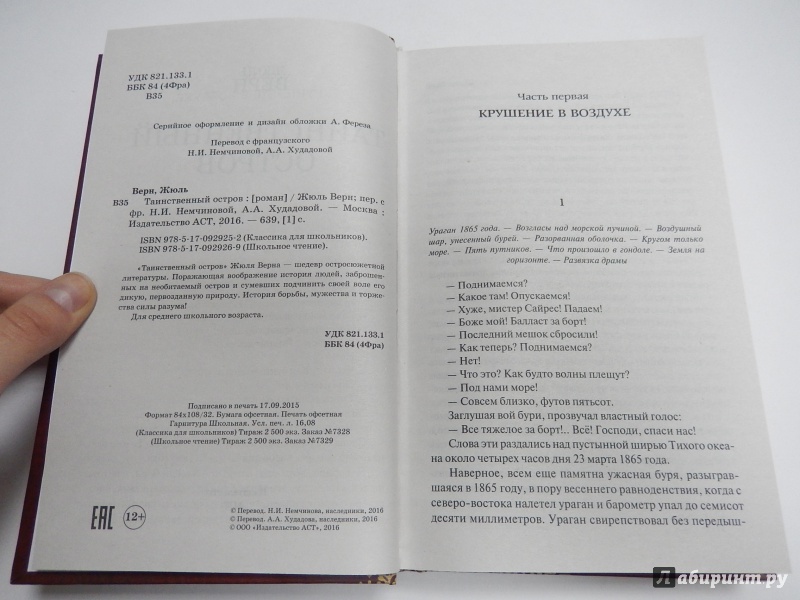 УДК 821.133.1
ББК 84 (4Фра)
В35
Серийное оформление и дизайн обложки А. Фереза
Перевод с французского
Н.И. Немчиновой, А.А. Худадовой
Верн, Жюль
В35 Таинственный остров : [роман] / Жюль Верн; пер. с
фр. Н.И. Немчиновой, А.А. Худадовой. — Москва :
Издательство АСТ, 2016. — 639, [1] с.
ISBN 978-5-17-092925-2 (Классика для школьников).
ISBN 978-5-17-092926-9 (Школьное чтение).
«Таинственный остров» Жюля Верна — шедевр остросюжетной
литературы. Поражающая воображение история людей, заброшен-
ных на необитаемый остров и сумевших подчинить своей воле его
дикую, первозданную природу. История борьбы, мужества и торже-
ства силы разума!
Для среднего школьного возраста.
УДК 821.133.1
ББК 84 (4Фра)
Подписано в печать 17.09.2015
Формат 84х108/32. Бумага офсетная. Печать офсетная
Гарнитура Школьная. Усл. печ. л. 16,08
(Классика для школьников) Тираж 2 500 экз. Заказ №7328
(Школьное чтение) Тираж 2 500 экз. Заказ №7329
ЕАС 12+
© Перевод. Н.И. Немчинова, наследники, 2016
© Перевод. А.А. Худадова, наследники, 2016
© ООО «Издательство АСТ», 2016
Часть первая
КРУШЕНИЕ В ВОЗДУХЕ
1
Ураган 1865 года. — Возгласы над морской пучиной. — Воздушный
шар, унесенный бурей. — Разорванная оболочка. — Кругом только
море. — Пять путников. — Что произошло в гондоле. — Земля на
горизонте. — Развязка драмы
— Поднимаемся?
— Какое там! Опускаемся!
— Хуже, мистер Сайрес! Падаем!
— Боже мой! Балласт за борт!
— Последний мешок сбросили!
— Как теперь? Поднимаемся?
— Нет!
— Что это? Как будто волны плещут?
— Под нами море!
— Совсем близко, футов пятьсот.
Заглушая вой бури, прозвучал властный голос:
— Все тяжелое за борт!.. Всё! Господи, спаси нас!
Слова эти раздались над пустынной ширью Тихого океа-
на около четырех часов дня 23 марта 1865 года.
Наверное, всем еще памятна ужасная буря, разыграв-
шаяся в 1865 году, в пору весеннего равноденствия, когда с
северо-востока налетел ураган и барометр упал до семисот
десяти миллиметров. Ураган свирепствовал без передыш-
Лабиринт.ру